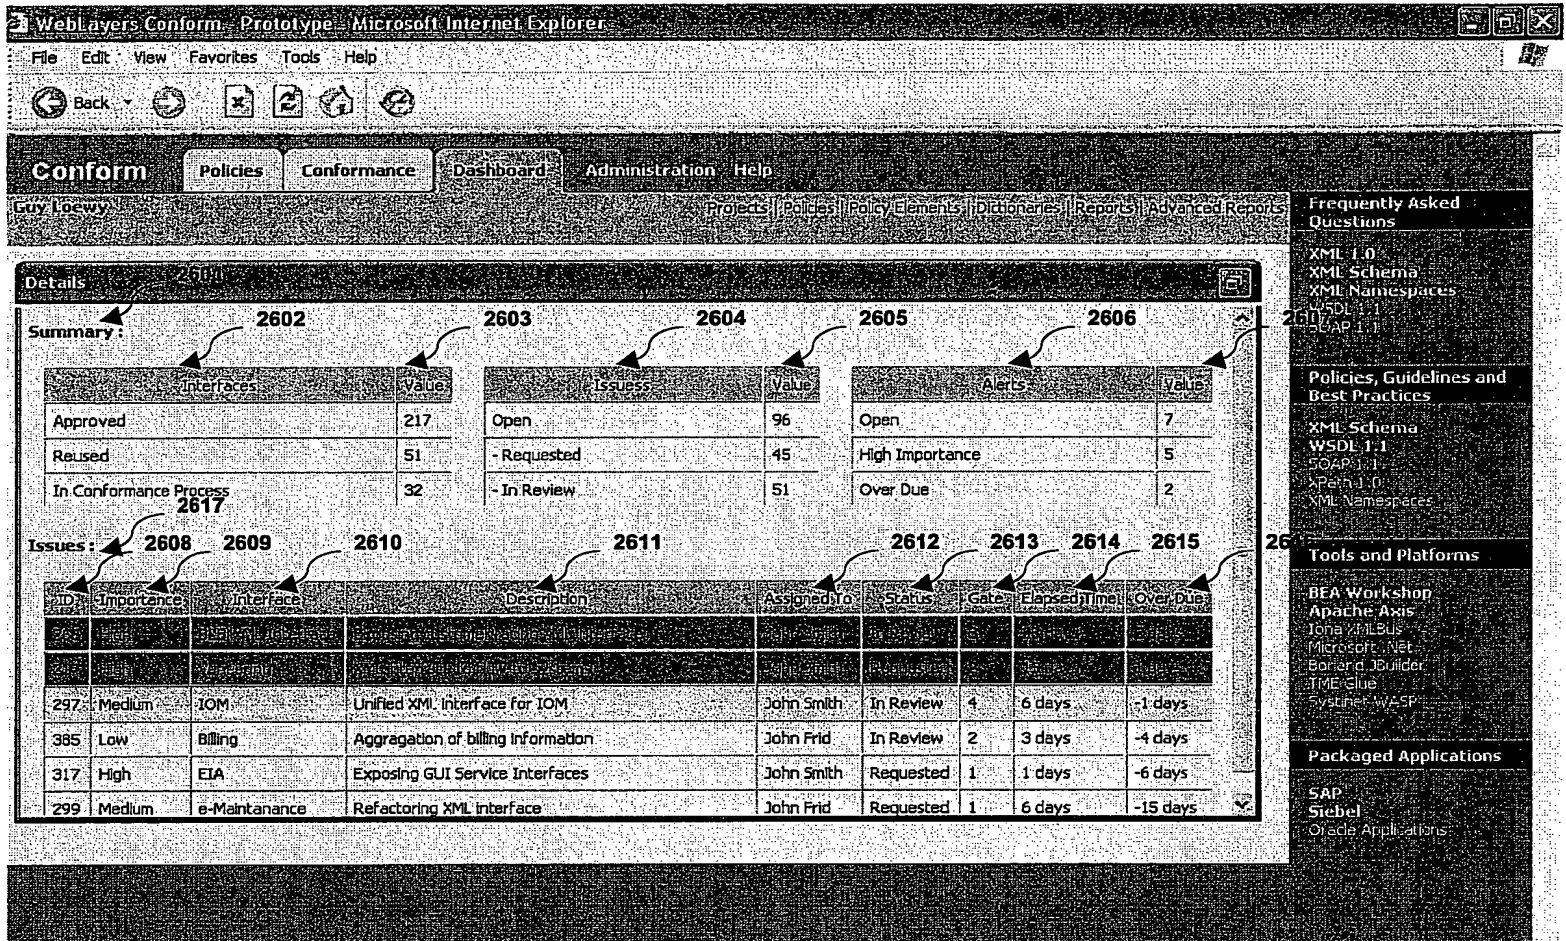 WebLayers Conform - Prototype - Microsoft Internet Explorer
File Edit View Favorites Tools Help
Back
Conform Policies Conformance Dashboard Administration Help
Guy Loewy Projects | Policies | Policy Elements | Dictionaries | Reports | Advanced Reports
Details 2601
Summary : 2602 2603 2604 2605 2606 2607
Interfaces Value Issuess Value Alerts Value
Approved 217 Open 96 Open 7
Reused 51 - Requested 45 High Importance 5
In Conformance Process 32 - In Review 51 Over Due 2
2617
Issues : 2608 2609 2610 2611 2612 2613 2614 2615
ID Importance Interface Description Assigned To Status Gate Elapsed Time Over Due
297 Medium IOM Unified XML interface for IOM John Smith In Review 4 6 days -1 days
385 Low Billing Aggragation of billing information John Frid In Review 2 3 days -4 days
317 High EIA Exposing GUI Service Interfaces John Smith Requested 1 1 days -6 days
299 Medium e-Maintanance Refactoring XML interface John Frid Requested 1 6 days -15 days
Frequently Asked
Questions
XML 1.0
XML Schema
XML Namespaces
WSDL 1.1
SOAP 1.1
Policies, Guidelines and
Best Practices
XML Schema
WSDL 1.1
SOAP 1.1
XPath 1.0
XML Namespaces
Tools and Platforms
BEA Workshop
Apache Axis
Iona XMLBus
Microsoft .Net
Borland JBuilder
TME Glue
Systinet WASP
Packaged Applications
SAP
Siebel
Oracle Applications